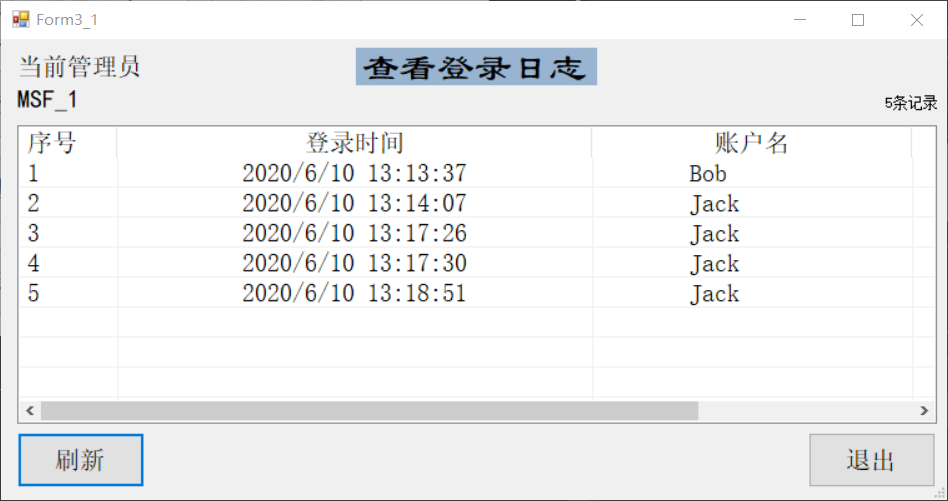 Form3_1
当前管理员
查看登录日志
MSF_1
5条记录
序号 登录时间 账户名
1 2020/6/10 13:13:37 Bob
2 2020/6/10 13:14:07 Jack
3 2020/6/10 13:17:26 Jack
4 2020/6/10 13:17:30 Jack
5 2020/6/10 13:18:51 Jack
刷新 退出